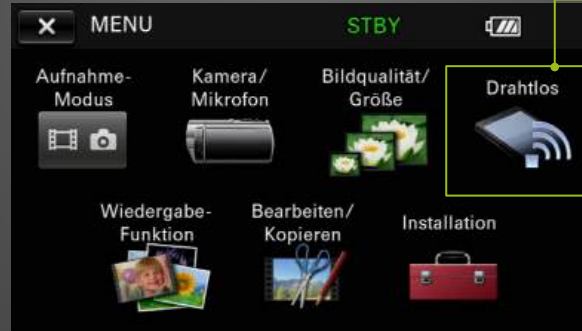 MENU
STBY
Aufnahme-
Modus
Kamera/
Mikrofon
Bildqualität/
Größe
Drahtlos
Wiedergabe-
Funktion
Bearbeiten/
Kopieren
Installation